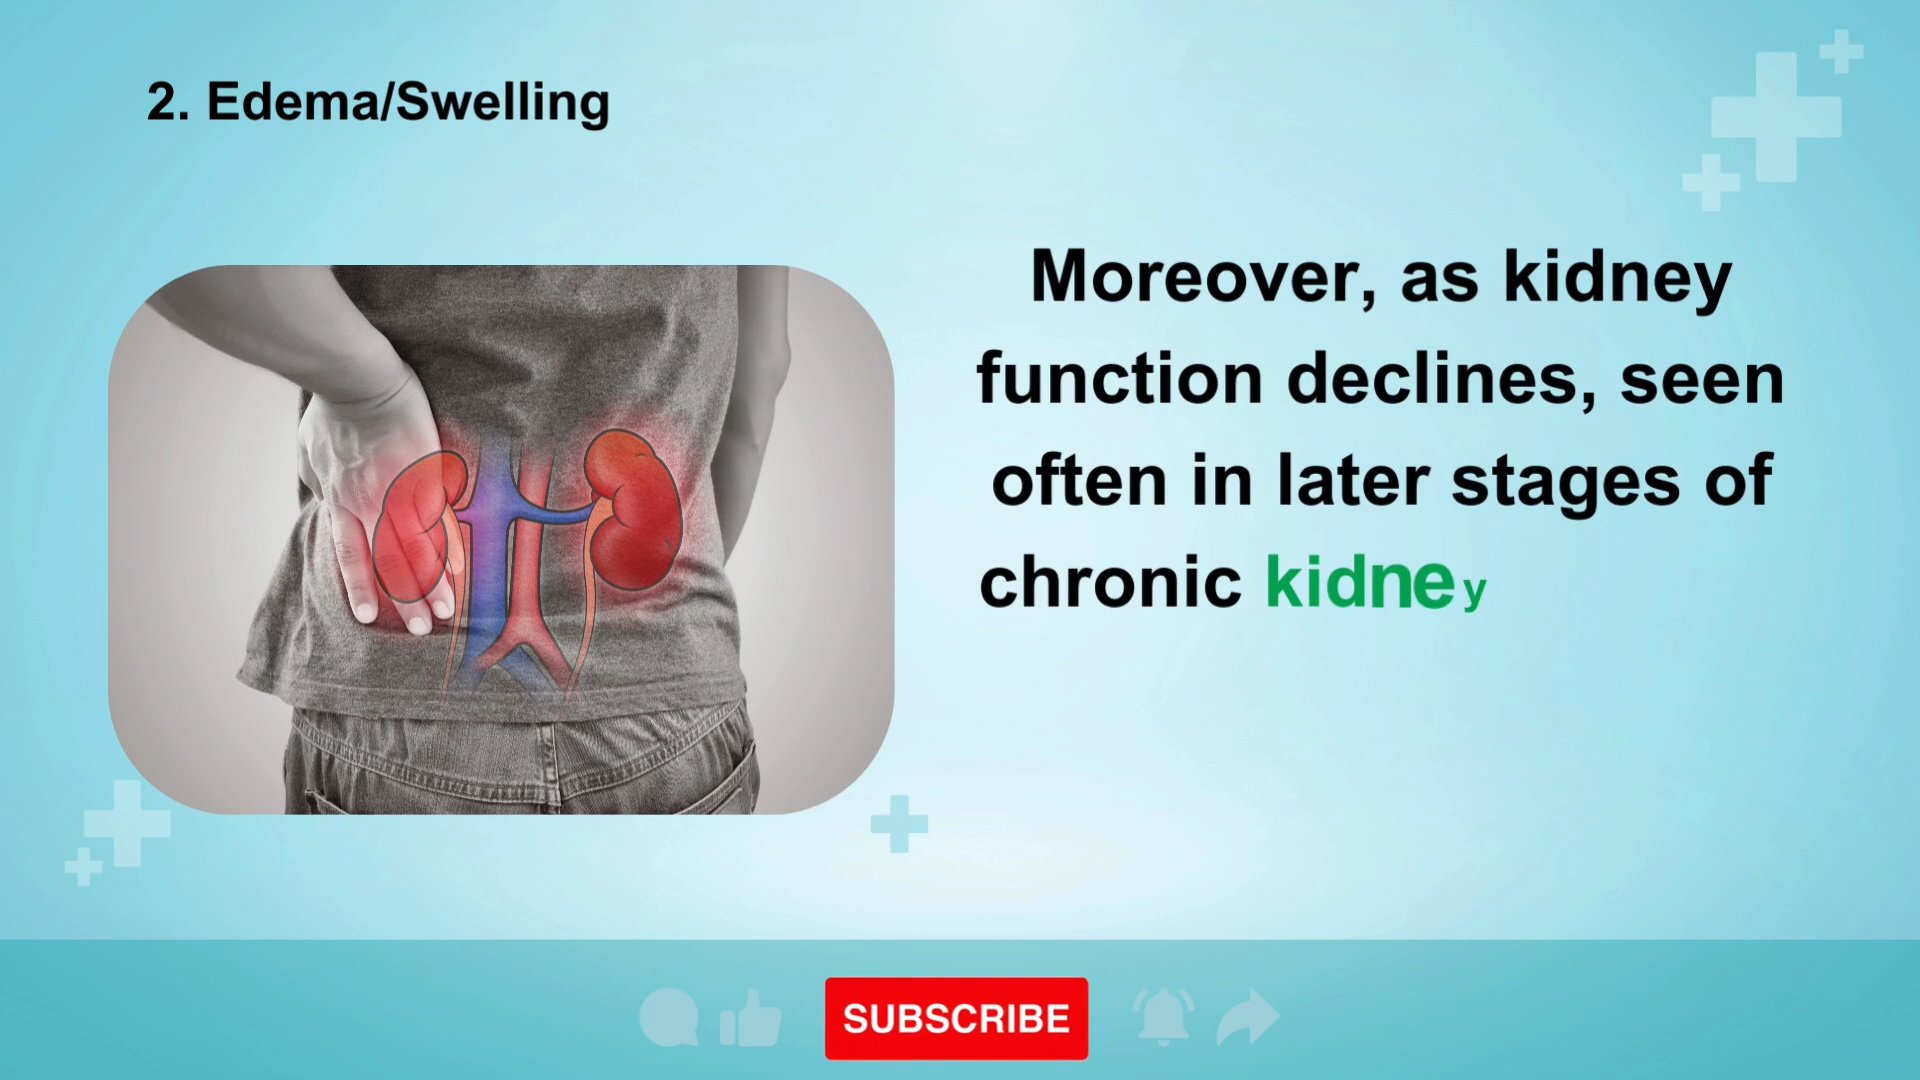 2. Edema/Swelling
Moreover, as kidney
function declines, seen
often in later stages of
chronic kidney
SUBSCRIBE